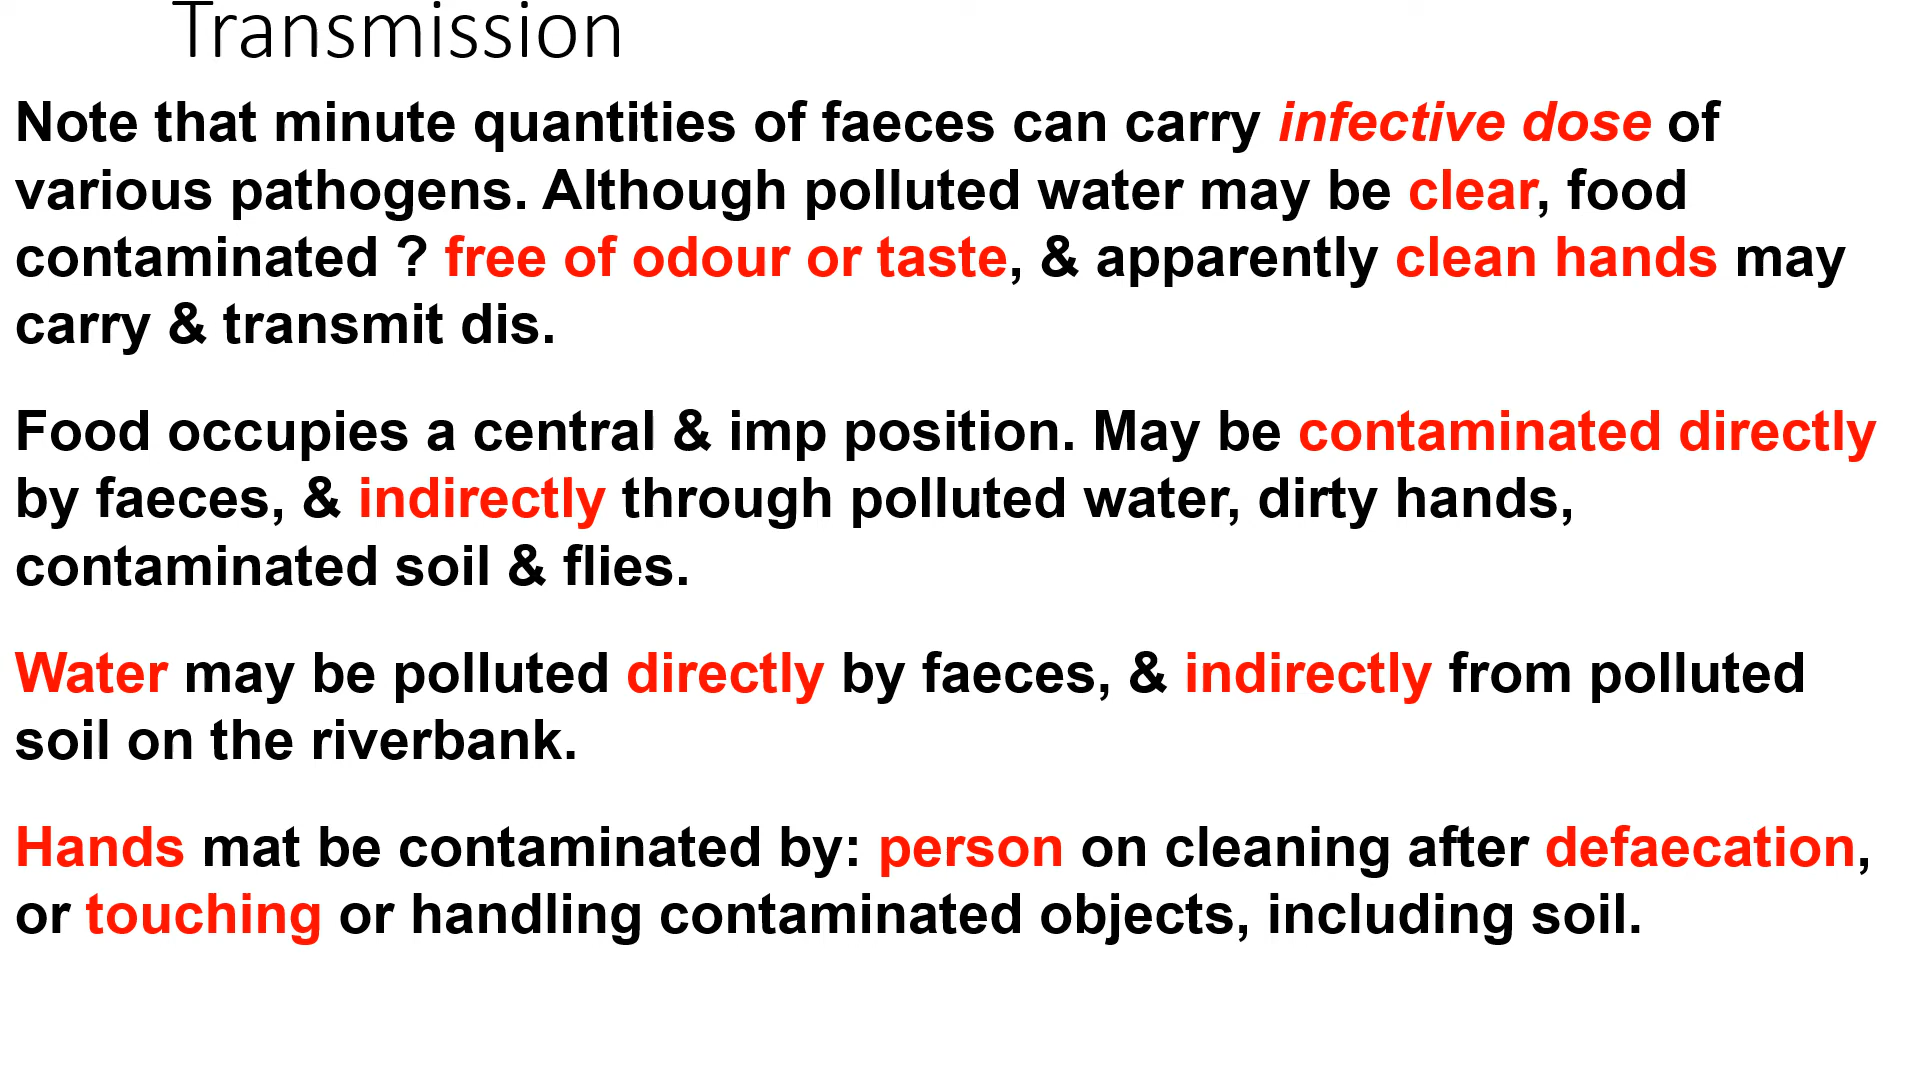 Transmission
Note that minute quantities of faeces can carry infective dose of
various pathogens. Although polluted water may be clear, food
contaminated ? free of odour or taste, & apparently clean hands may
carry & transmit dis.
Food occupies a central & imp position. May be contaminated directly
by faeces, & indirectly through polluted water, dirty hands,
contaminated soil & flies.
Water may be polluted directly by faeces, & indirectly from polluted
soil on the riverbank.
Hands mat be contaminated by: person on cleaning after defaecation,
or touching or handling contaminated objects, including soil.